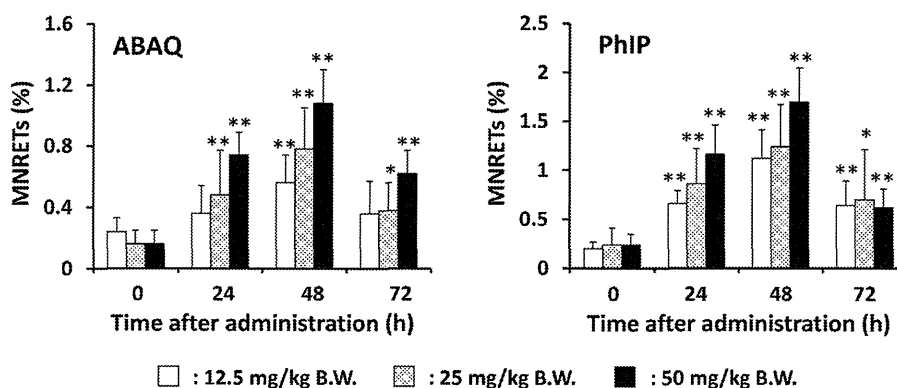 ABAQ
MNRETs (%)
1.6
1.2
0.8
0.4
0
** **
** ** **
* **
0 24 48 72
Time after administration (h)
PhIP
MNRETs (%)
2.5
2
1.5
1
0.5
0
** ** **
** ** **
** * **
0 24 48 72
Time after administration (h)
: 12.5 mg/kg B.W. : 25 mg/kg B.W. : 50 mg/kg B.W.